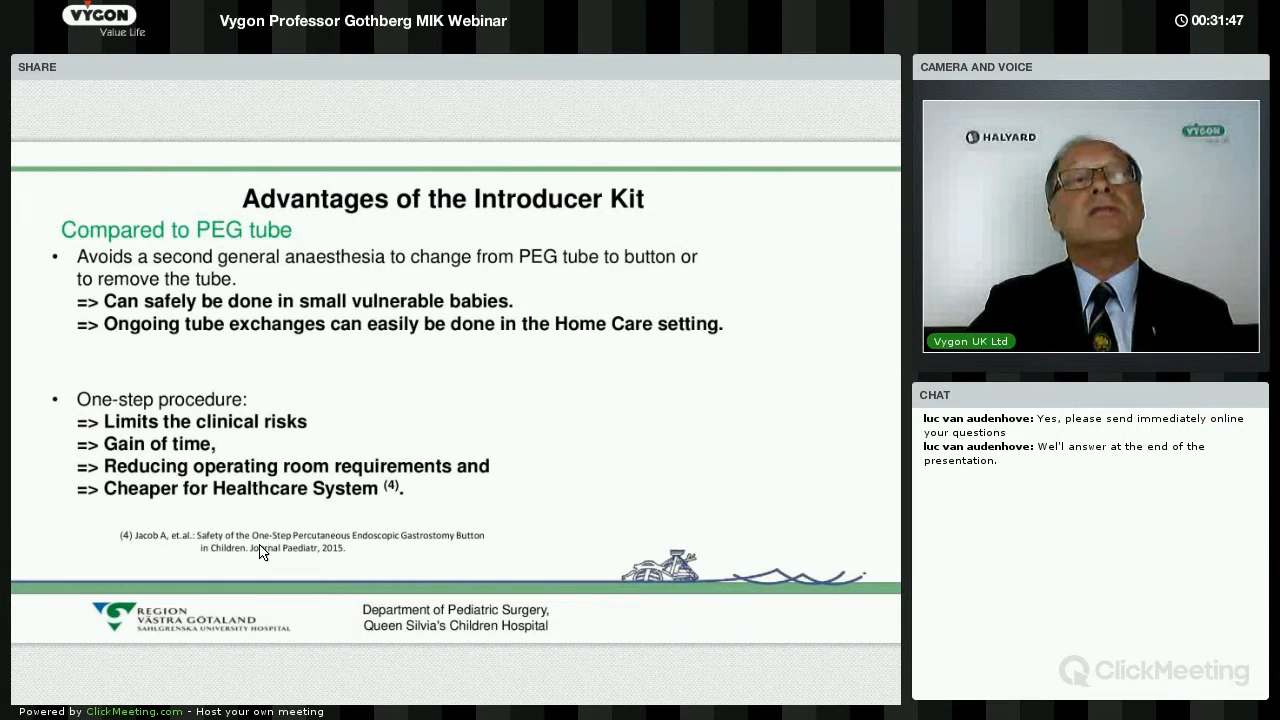 VYGON
Value Life
Vygon Professor Gothberg MIK Webinar
00:31:47
SHARE
Advantages of the Introducer Kit
Compared to PEG tube
• Avoids a second general anaesthesia to change from PEG tube to button or
to remove the tube.
=> Can safely be done in small vulnerable babies.
=> Ongoing tube exchanges can easily be done in the Home Care setting.
• One-step procedure:
=> Limits the clinical risks
=> Gain of time,
=> Reducing operating room requirements and
=> Cheaper for Healthcare System (4).
(4) Jacob A, et.al.: Safety of the One-Step Percutaneous Endoscopic Gastrostomy Button
in Children. Journal Paediatr, 2015.
REGION
VÄSTRA GÖTALAND
SAHLGRENSKA UNIVERSITY HOSPITAL
Department of Pediatric Surgery,
Queen Silvia's Children Hospital
CAMERA AND VOICE
HALYARD
VYGON
Vygon UK Ltd
CHAT
luc van audenhove: Yes, please send immediately online
your questions
luc van audenhove: Wel'l answer at the end of the
presentation.
ClickMeeting
Powered by ClickMeeting.com - Host your own meeting